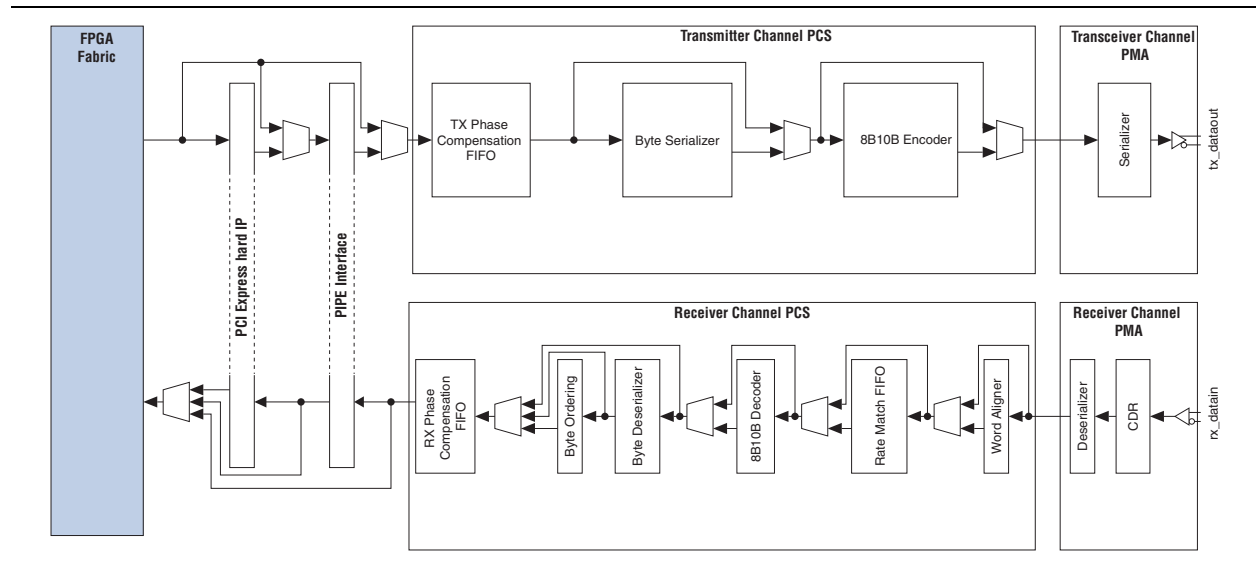 FPGA
Fabric
PCI Express hard IP
PIPE Interface
Transmitter Channel PCS
TX Phase
Compensation
FIFO
Byte Serializer
8B10B Encoder
Transceiver Channel
PMA
Serializer
tx_dataout
Receiver Channel PCS
RX Phase
Compensation
FIFO
Byte Ordering
Byte Deserializer
8B10B Decoder
Rate Match FIFO
Word Aligner
Receiver Channel
PMA
Deserializer
CDR
rx_datain